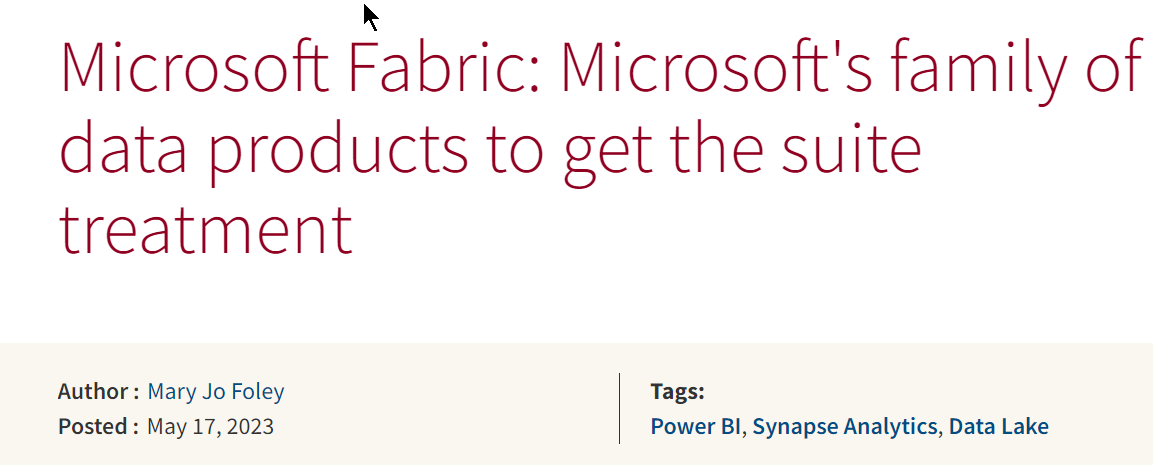 Microsoft Fabric: Microsoft's family of
data products to get the suite
treatment
Author : Mary Jo Foley
Posted : May 17, 2023
Tags:
Power BI, Synapse Analytics, Data Lake